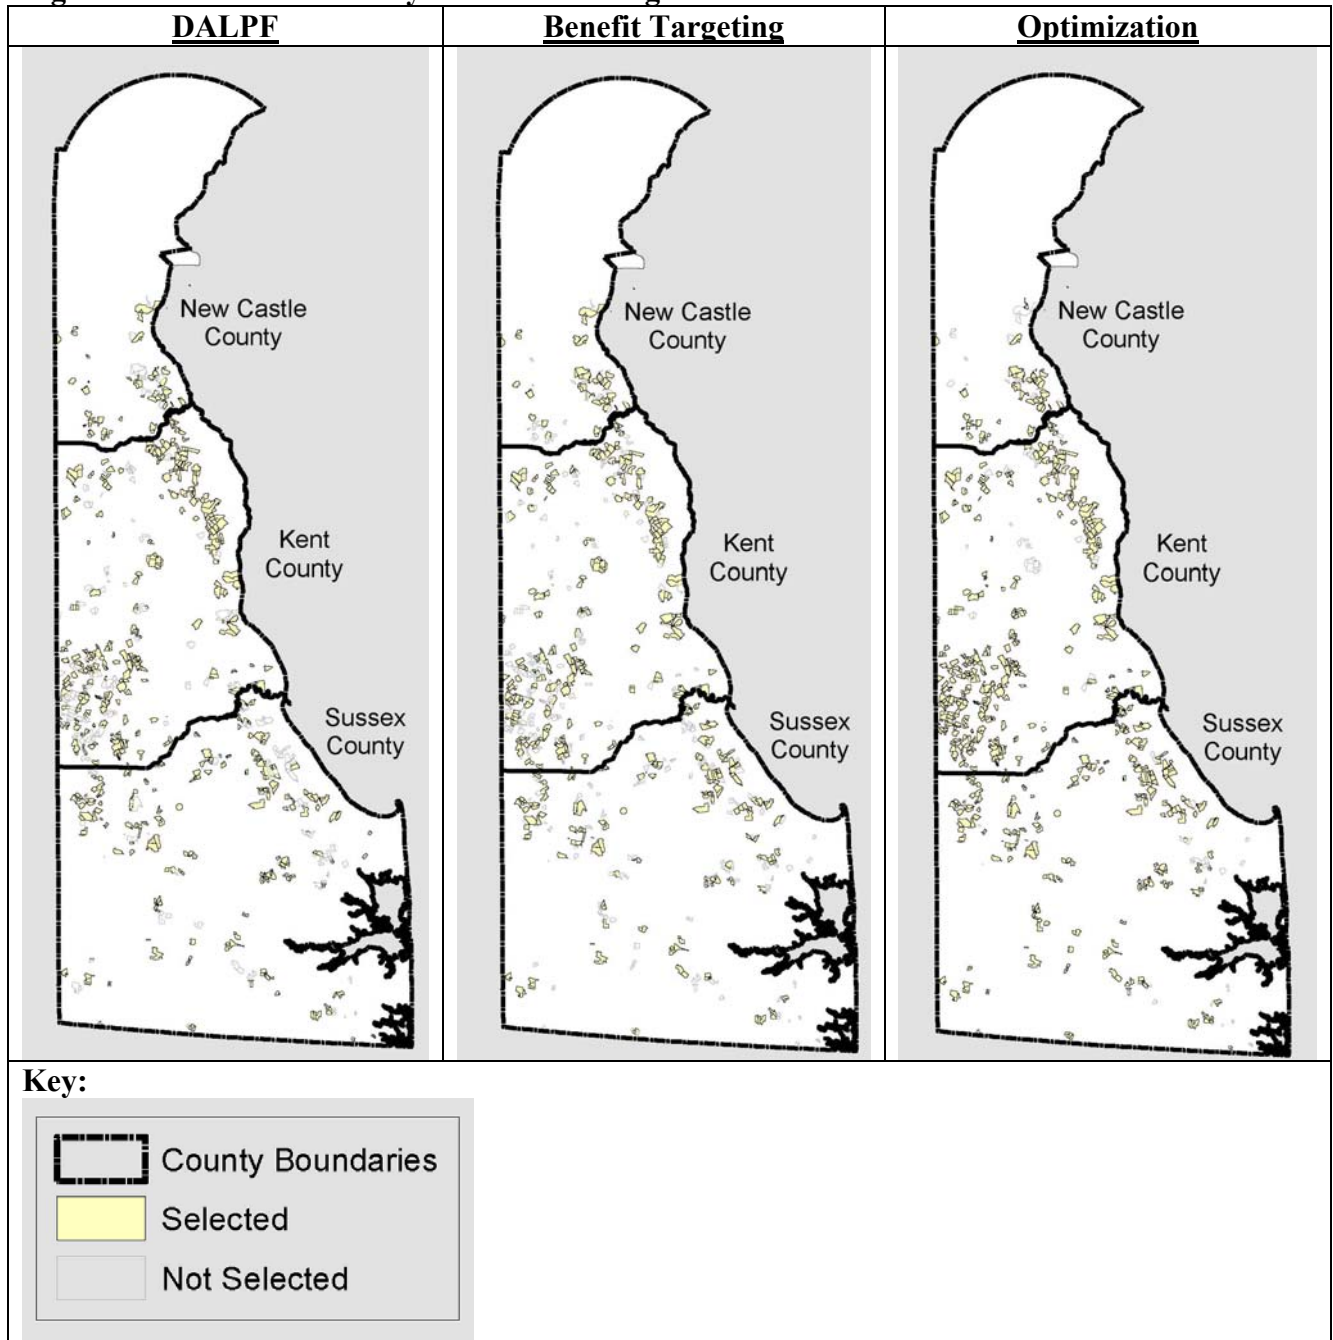 DALPF
Benefit Targeting
Optimization
New Castle
County
Kent
County
Sussex
County
New Castle
County
Kent
County
Sussex
County
New Castle
County
Kent
County
Sussex
County
Key:
County Boundaries
Selected
Not Selected